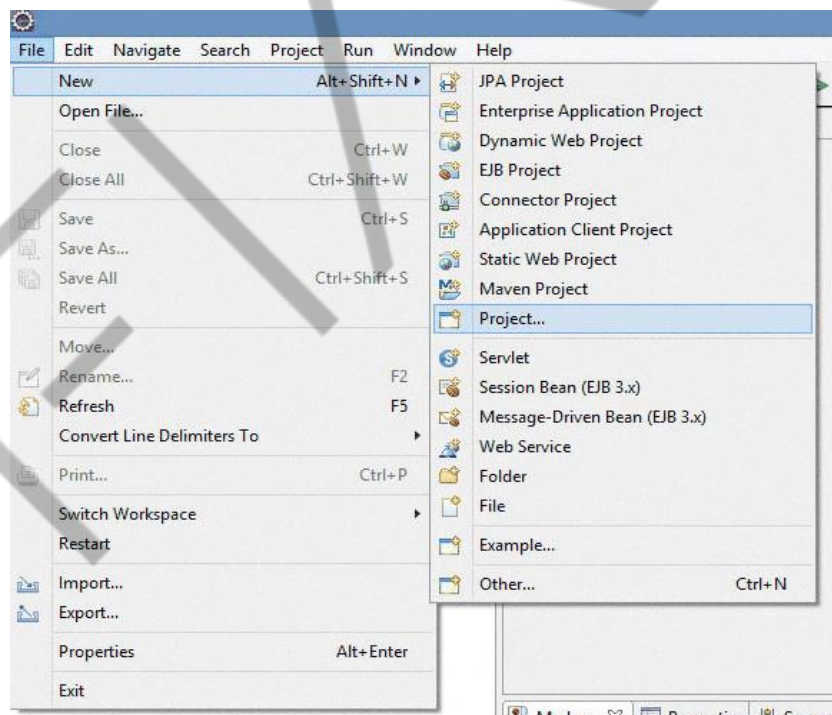 File Edit Navigate Search Project Run Window Help
New Alt+Shift+N
Open File...
Close Ctrl+W
Close All Ctrl+Shift+W
Save Ctrl+S
Save As...
Save All Ctrl+Shift+S
Revert
Move...
Rename... F2
Refresh F5
Convert Line Delimiters To
Print... Ctrl+P
Switch Workspace
Restart
Import...
Export...
Properties Alt+Enter
Exit
JPA Project
Enterprise Application Project
Dynamic Web Project
EJB Project
Connector Project
Application Client Project
Static Web Project
Maven Project
Project...
Servlet
Session Bean (EJB 3.x)
Message-Driven Bean (EJB 3.x)
Web Service
Folder
File
Example...
Other... Ctrl+N